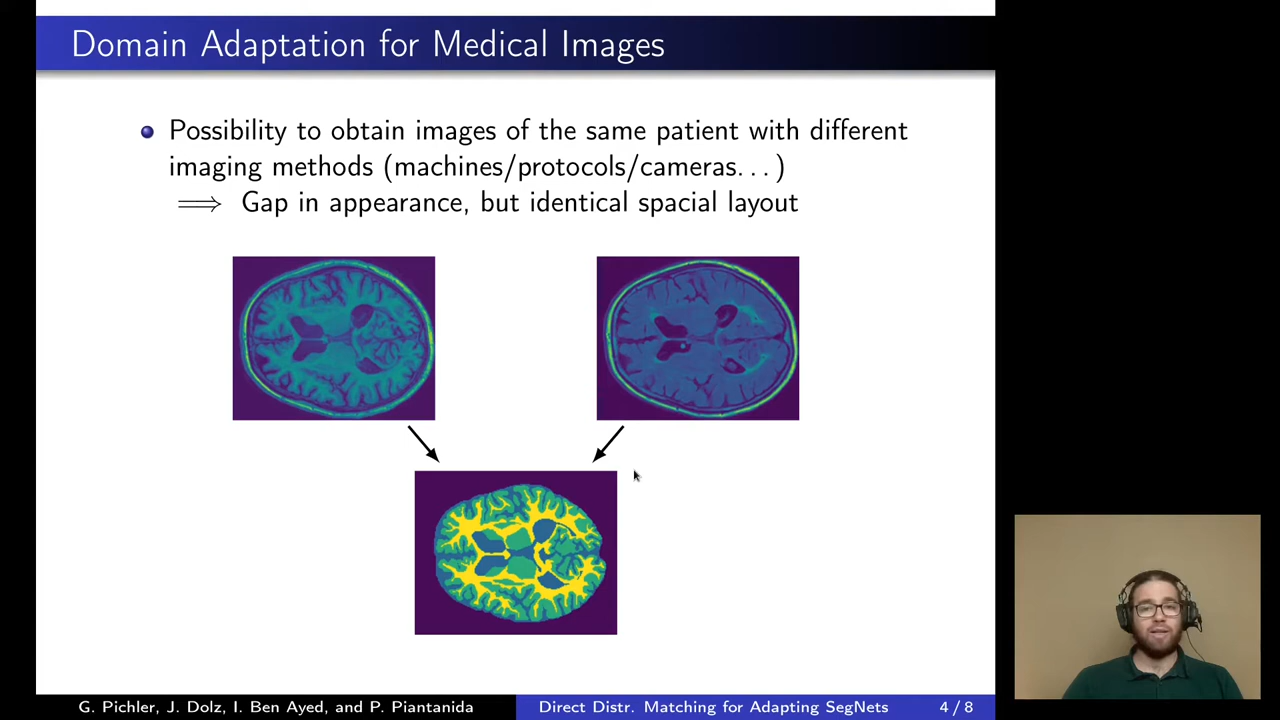 Domain Adaptation for Medical Images
Possibility to obtain images of the same patient with different
imaging methods (machines/protocols/cameras...)
⟹ Gap in appearance, but identical spacial layout
G. Pichler, J. Dolz, I. Ben Ayed, and P. Piantanida
Direct Distr. Matching for Adapting SegNets
4 / 8